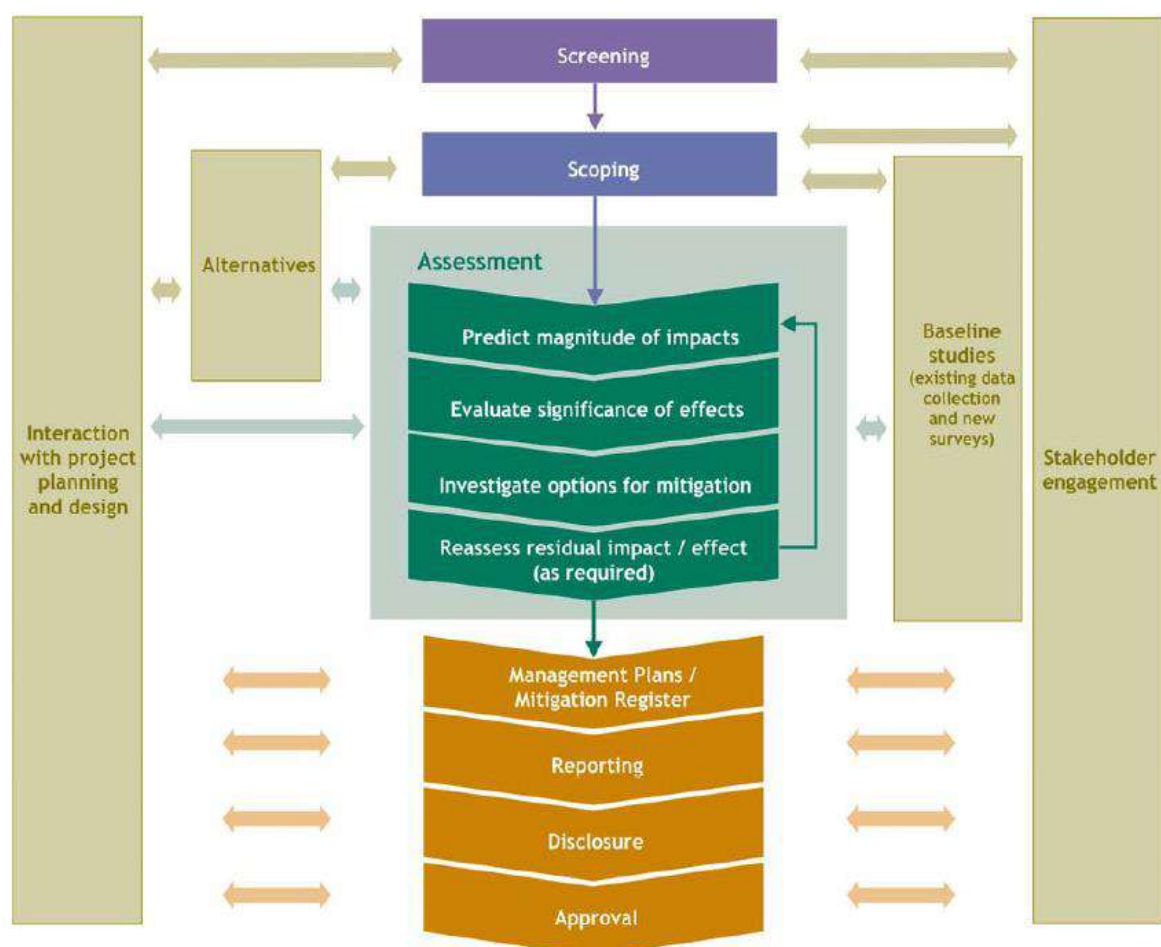 Screening
Scoping
Alternatives
Assessment
Predict magnitude of impacts
Evaluate significance of effects
Investigate options for mitigation
Reassess residual impact / effect
(as required)
Interaction
with project
planning
and design
Baseline
studies
(existing data
collection
and new
surveys)
Stakeholder
engagement
Management Plans /
Mitigation Register
Reporting
Disclosure
Approval